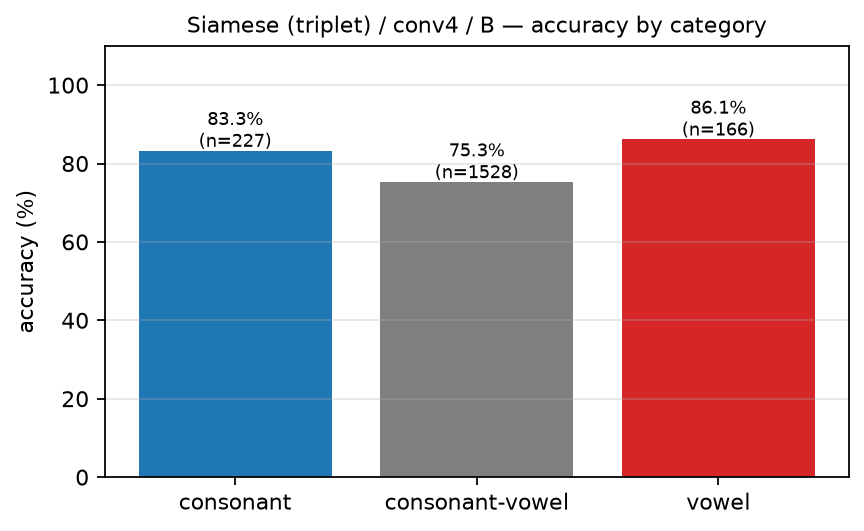 Siamese (triplet) / conv4 / B — accuracy by category
accuracy (%)
100
80
60
40
20
0
83.3%
(n=227)
75.3%
(n=1528)
86.1%
(n=166)
consonant
consonant-vowel
vowel